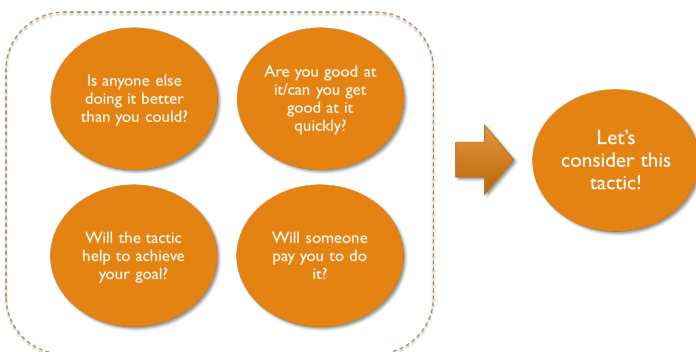 Is anyone else
doing it better
than you could?
Are you good at
it/can you get
good at it
quickly?
Will the tactic
help to achieve
your goal?
Will someone
pay you to do
it?
Let's
consider this
tactic!